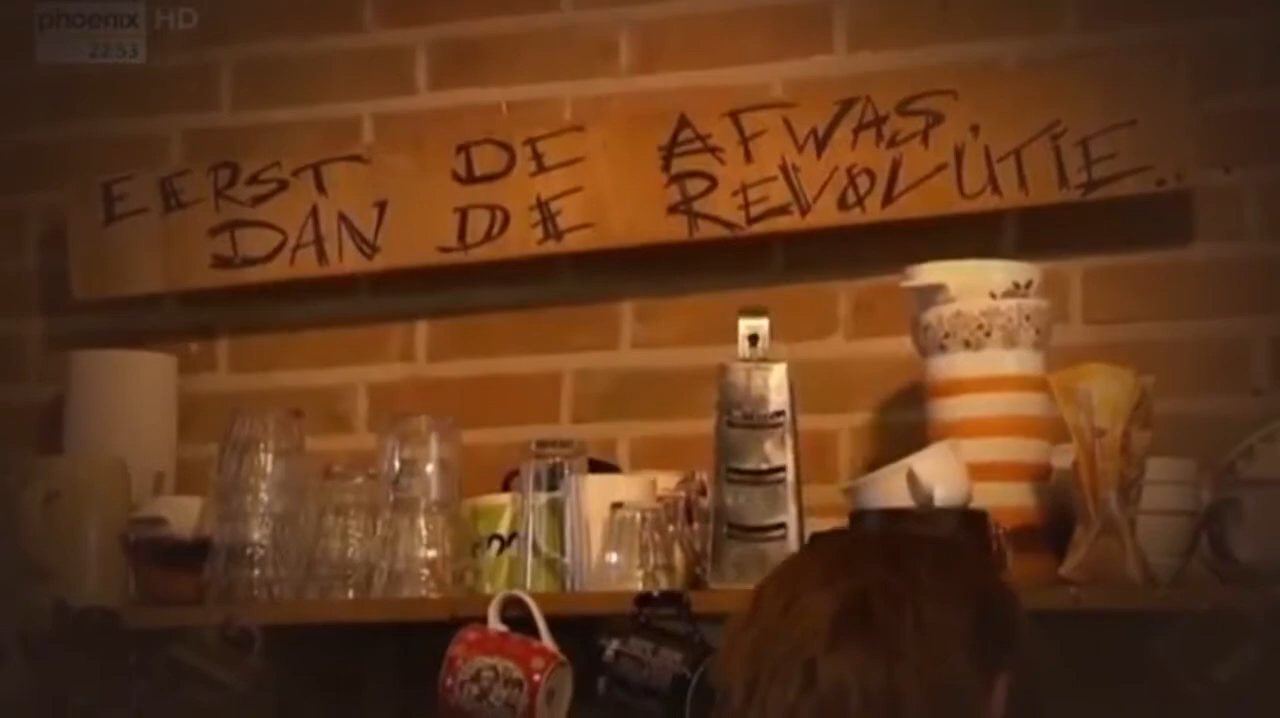 phoenix HD
22:53
EERST DE AFWAS,
DAN DE REVOLUTIE...